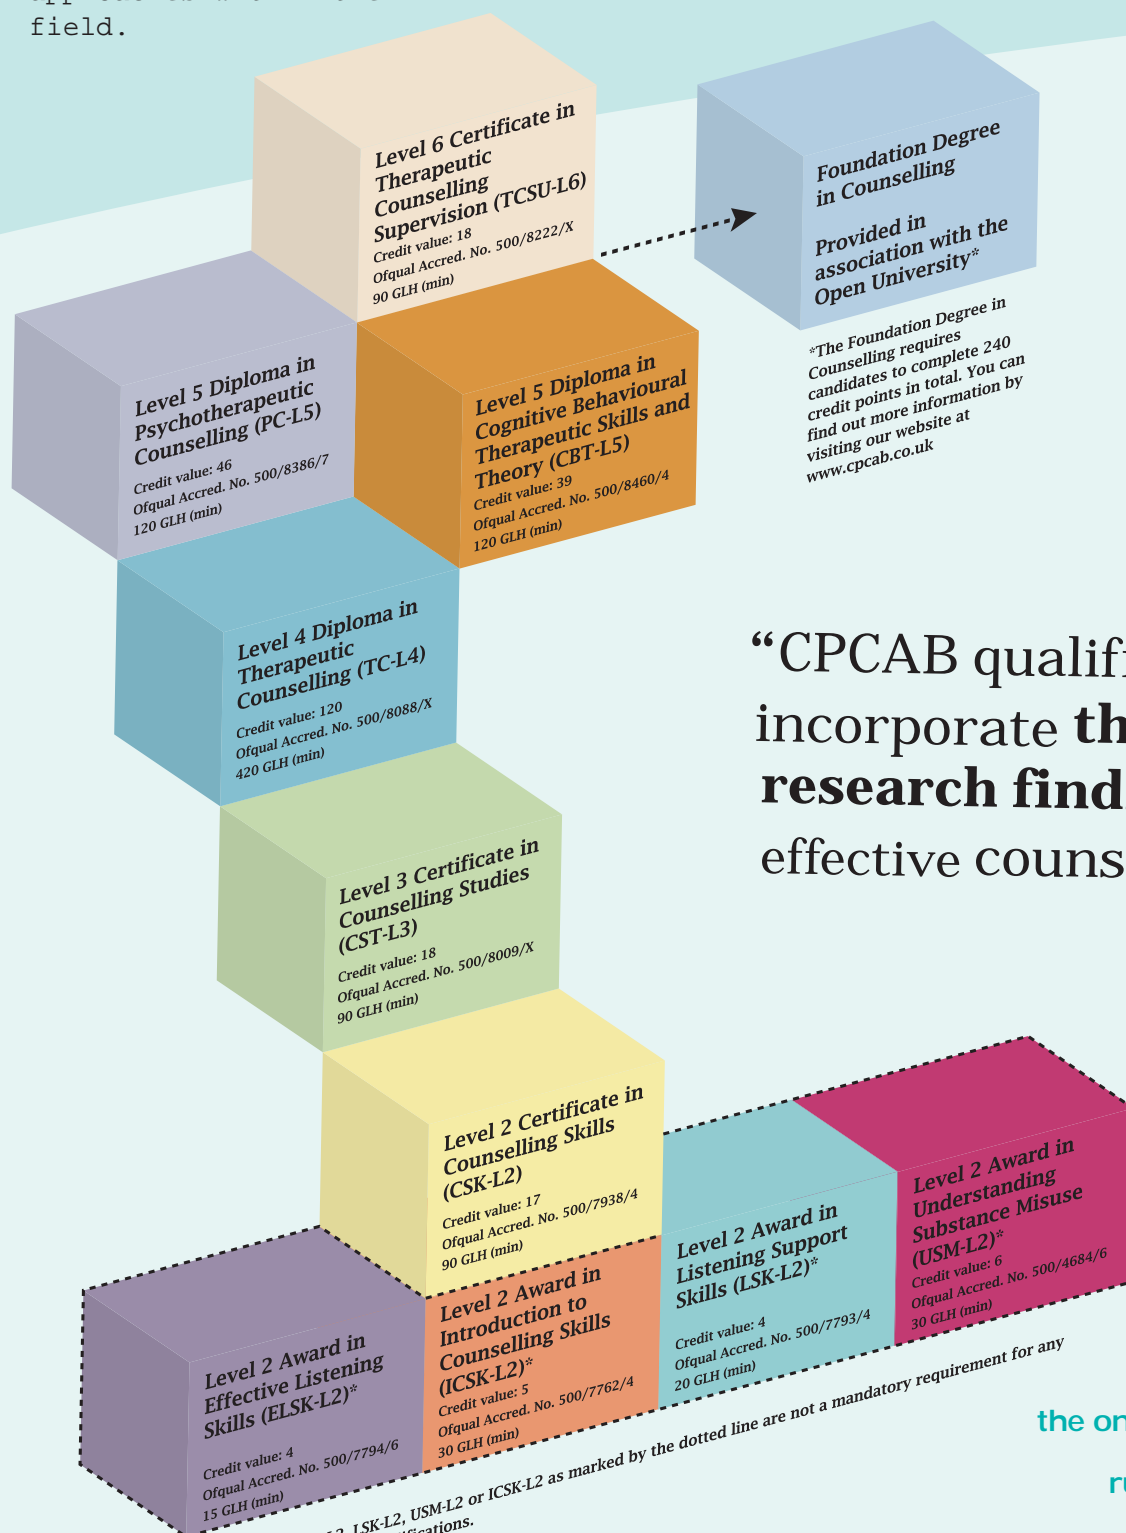 field.
Level 6 Certificate in
Therapeutic
Counselling
Supervision (TCSU-L6)
Credit value: 18
Ofqual Accred. No. 500/8222/X
90 GLH (min)
Foundation Degree
in Counselling
Provided in
association with the
Open University*
*The Foundation Degree in
Counselling requires
candidates to complete 240
credit points in total. You can
find out more information by
visiting our website at
www.cpcab.co.uk
Level 5 Diploma in
Psychotherapeutic
Counselling (PC-L5)
Credit value: 46
Ofqual Accred. No. 500/8386/7
120 GLH (min)
Level 5 Diploma in
Cognitive Behavioural
Therapeutic Skills and
Theory (CBT-L5)
Credit value: 39
Ofqual Accred. No. 500/8460/4
120 GLH (min)
Level 4 Diploma in
Therapeutic
Counselling (TC-L4)
Credit value: 120
Ofqual Accred. No. 500/8088/X
420 GLH (min)
“CPCAB qualif
incorporate th
research find
effective couns
Level 3 Certificate in
Counselling Studies
(CST-L3)
Credit value: 18
Ofqual Accred. No. 500/8009/X
90 GLH (min)
Level 2 Certificate in
Counselling Skills
(CSK-L2)
Credit value: 17
Ofqual Accred. No. 500/7938/4
90 GLH (min)
Level 2 Award in
Effective Listening
Skills (ELSK-L2)*
Credit value: 4
Ofqual Accred. No. 500/7794/6
15 GLH (min)
Level 2 Award in
Introduction to
Counselling Skills
(ICSK-L2)*
Credit value: 5
Ofqual Accred. No. 500/7762/4
30 GLH (min)
Level 2 Award in
Listening Support
Skills (LSK-L2)*
Credit value: 4
Ofqual Accred. No. 500/7793/4
20 GLH (min)
Level 2 Award in
Understanding
Substance Misuse
(USM-L2)*
Credit value: 6
Ofqual Accred. No. 500/4684/6
30 GLH (min)
LSK-L2, USM-L2 or ICSK-L2 as marked by the dotted line are not a mandatory requirement for any
the on
ru